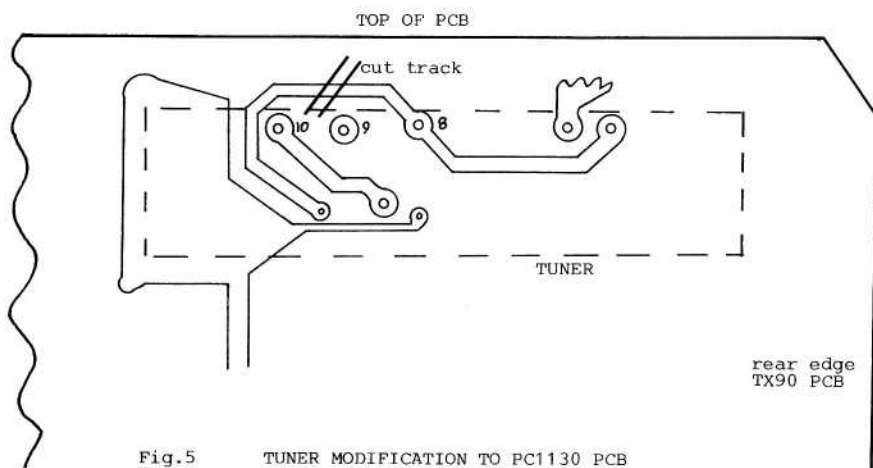 TOP OF PCB
cut track
10
9
8
TUNER
rear edge
TX90 PCB
Fig.5 TUNER MODIFICATION TO PC1130 PCB